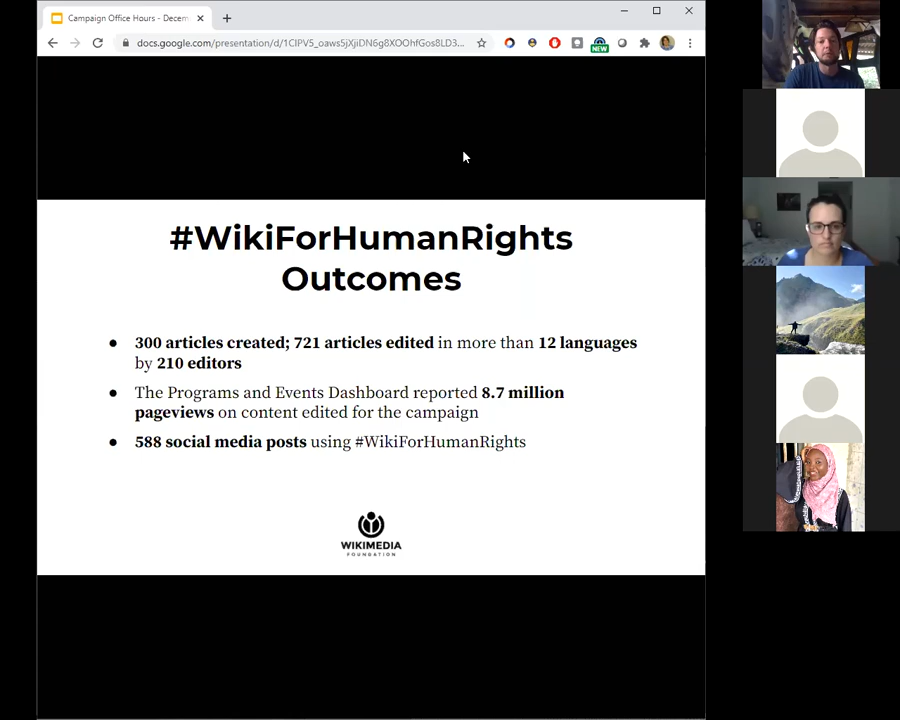 Campaign Office Hours - Decem
docs.google.com/presentation/d/1CIPV5_oaws5jXjiDN6g8XOOhfGos8LD3...
NEW
#WikiForHumanRights
Outcomes
● 300 articles created; 721 articles edited in more than 12 languages
by 210 editors
● The Programs and Events Dashboard reported 8.7 million
pageviews on content edited for the campaign
● 588 social media posts using #WikiForHumanRights
WIKIMEDIA
FOUNDATION